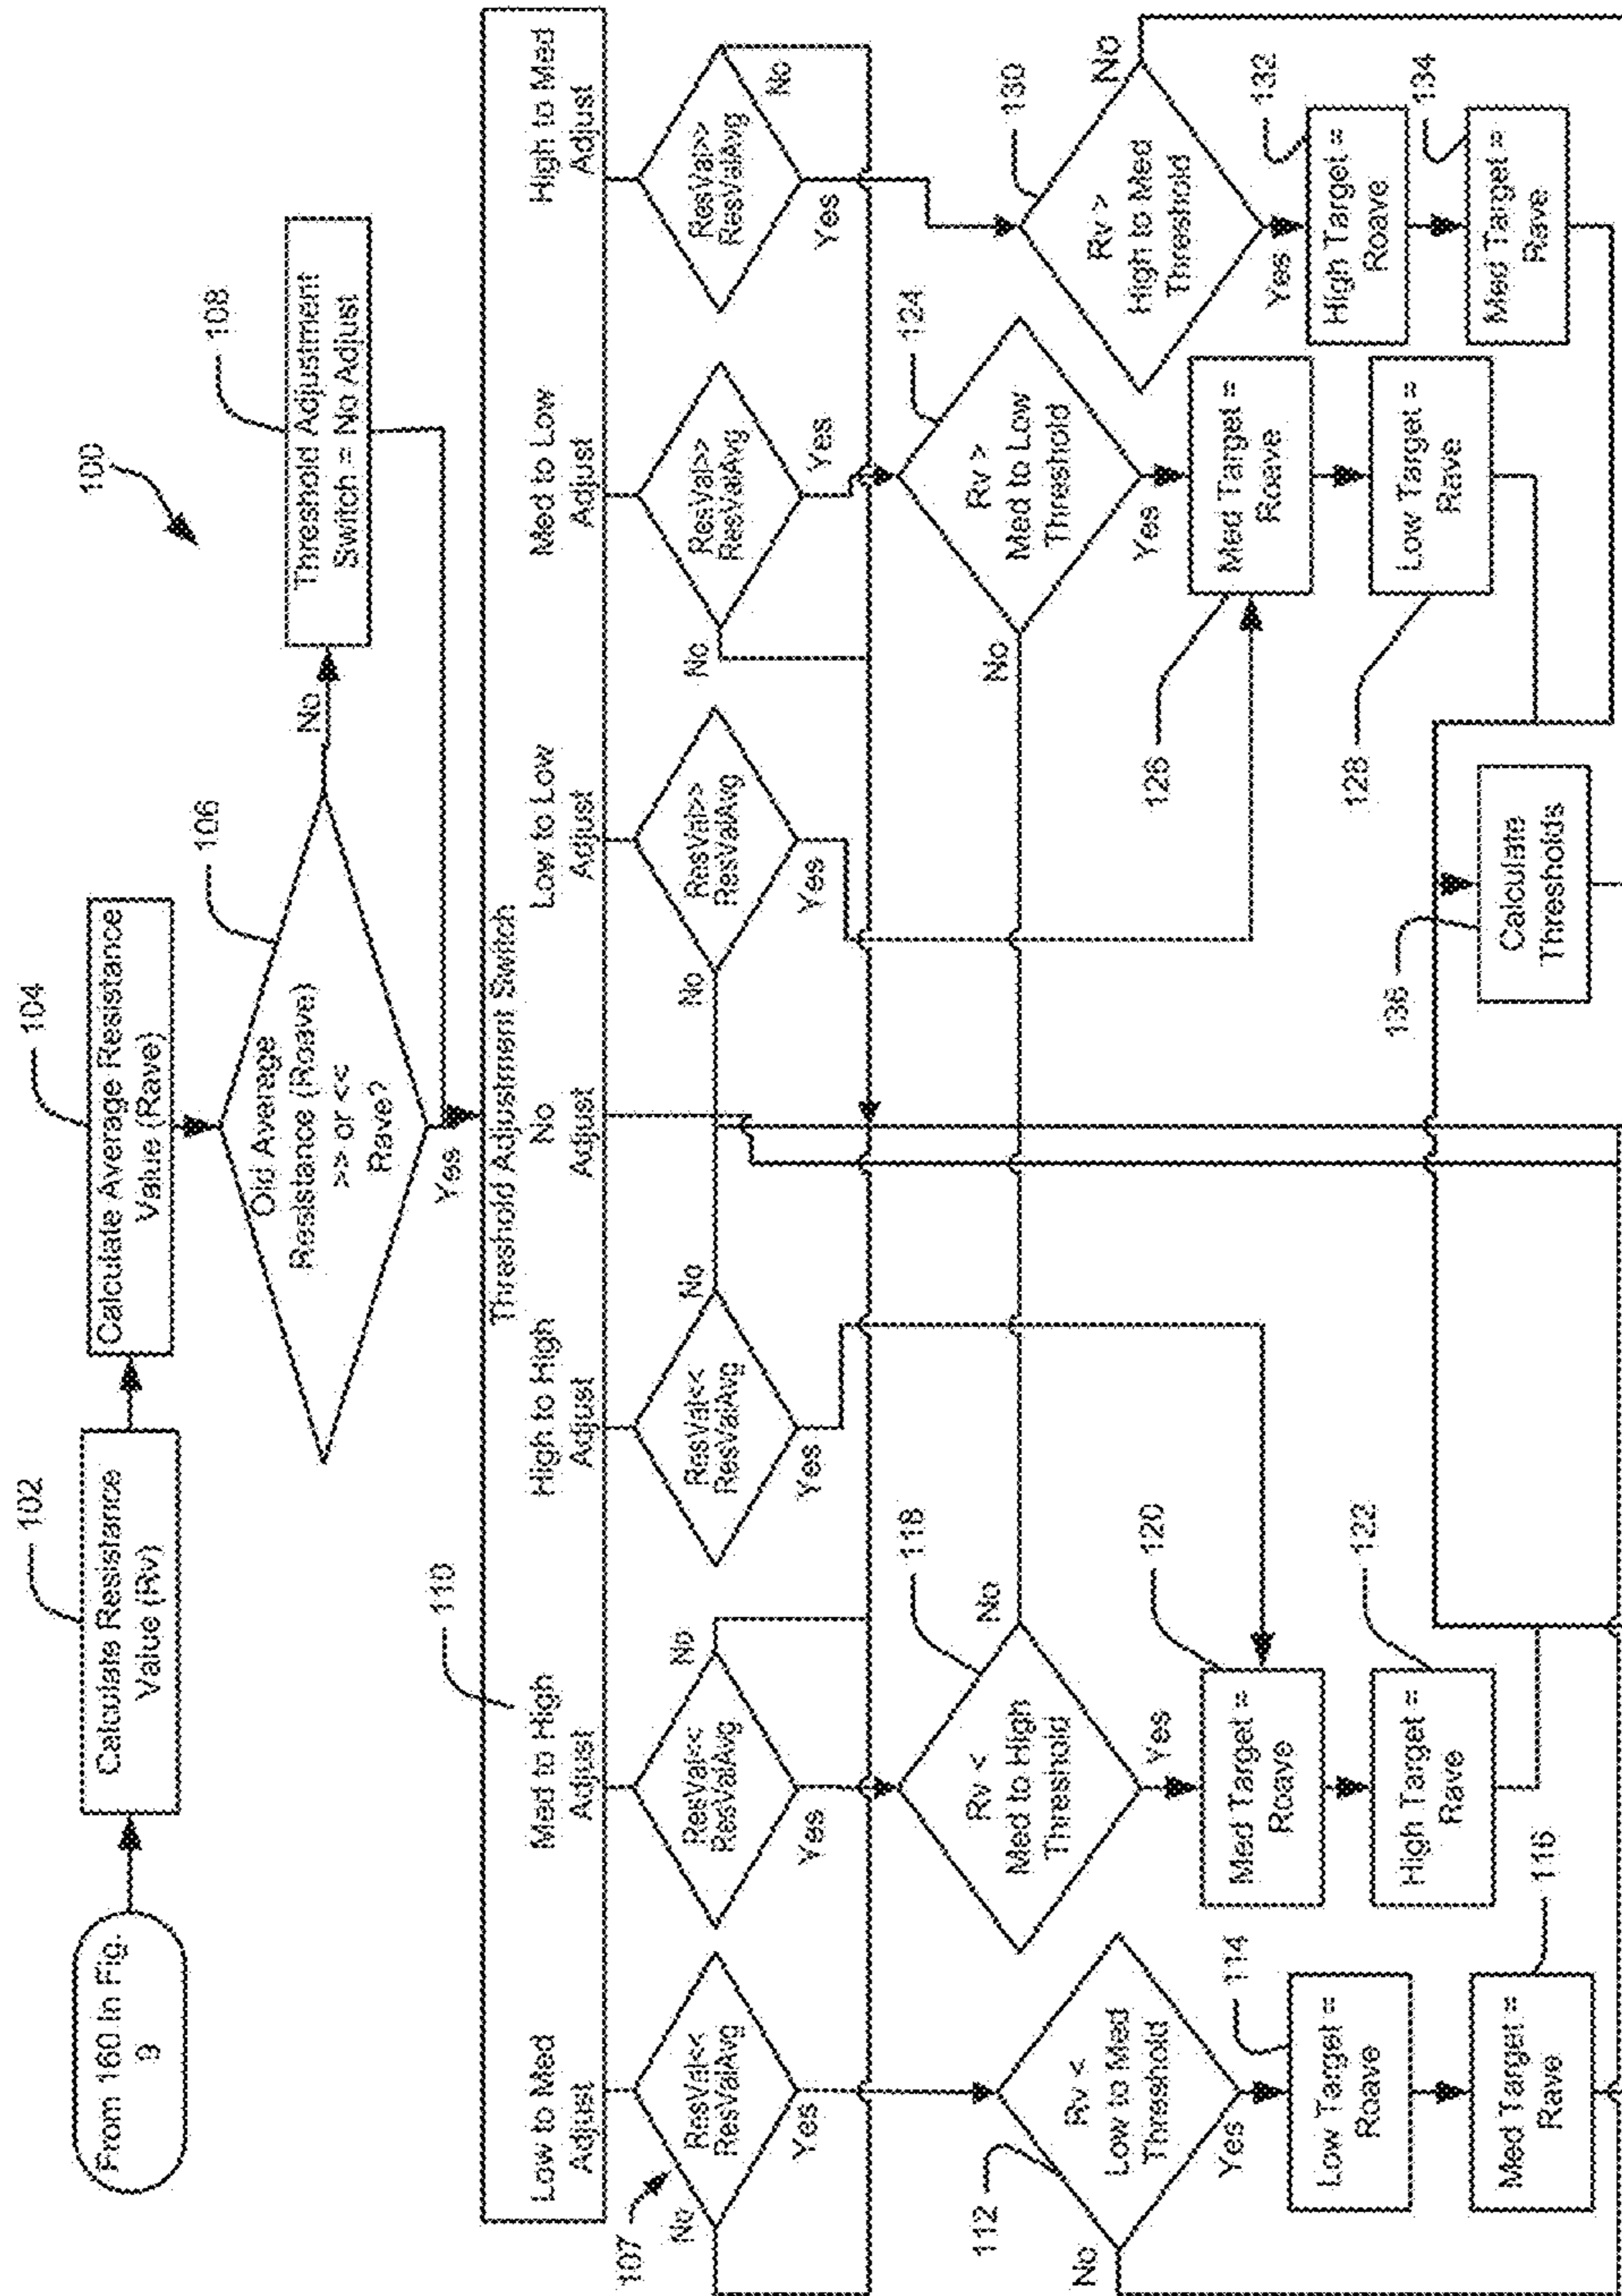 100
102
104
From 160 in Fig.
9
Calculate Resistance
Value (Rv)
Calculate Average Resistance
Value (Rave)
106
108
Old Average
Resistance (Roave)
>> or <<
Rave?
No
Threshold Adjustment
Switch = No Adjust
Yes
110
Threshold Adjustment Switch
Low to Med
Adjust
Med to High
Adjust
High to High
Adjust
No
Adjust
Low to Low
Adjust
Med to Low
Adjust
High to Med
Adjust
107
No
ResVal<<
ResValAvg
Yes
ResVal<<
ResValAvg
No
Yes
ResVal<<
ResValAvg
No
Yes
No
ResVal>>
ResValAvg
Yes
No
ResVal>>
ResValAvg
Yes
ResVal>>
ResValAvg
No
Yes
112
No
Rv <
Low to Med
Threshold
Yes
118
Rv <
Med to High
Threshold
No
Yes
124
No
Rv >
Med to Low
Threshold
Yes
130
Rv >
High to Med
Threshold
No
Yes
114
Low Target =
Roave
120
Med Target =
Roave
126
Med Target =
Roave
132
High Target =
Roave
116
Med Target =
Rave
122
High Target =
Rave
128
Low Target =
Rave
134
Med Target =
Rave
136
Calculate
Thresholds